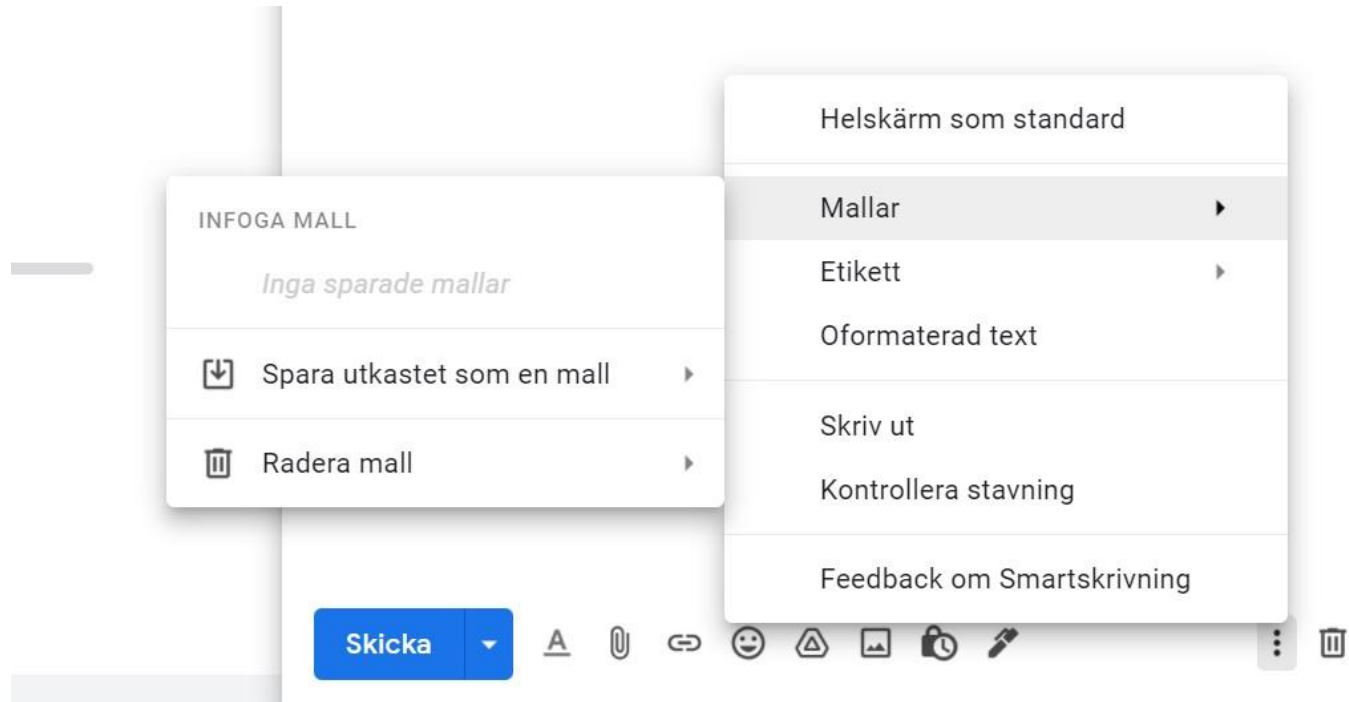 Helskärm som standard
Mallar
Etikett
Oformaterad text
Skriv ut
Kontrollera stavning
Feedback om Smartskrivning
INFOGA MALL
Inga sparade mallar
Spara utkastet som en mall
Radera mall
Skicka